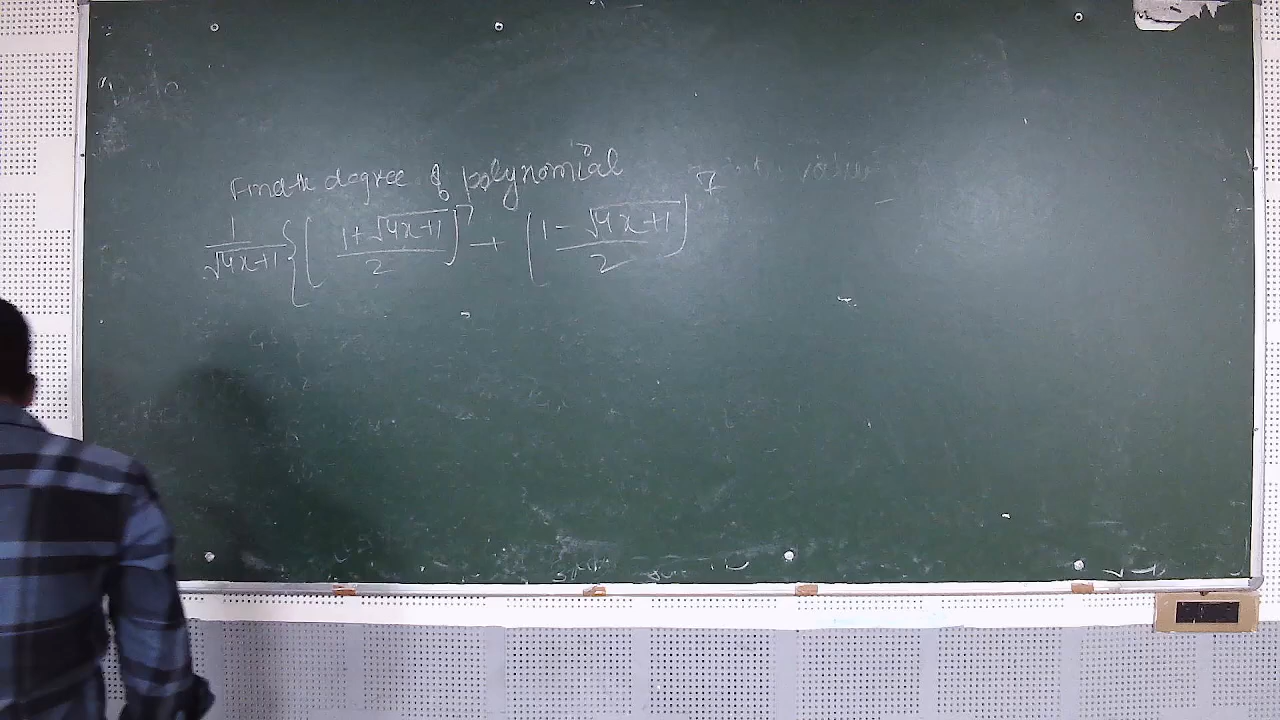 Find the degree of polynomial
1/√4x+1 { ( 1+√4x+1 / 2 )^7 + ( 1-√4x+1 / 2 )^7